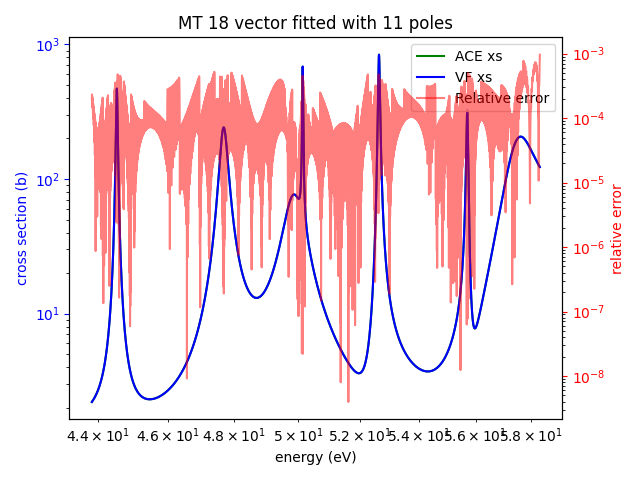 MT 18 vector fitted with 11 poles
ACE xs
VF xs
Relative error
cross section (b)
10³
10²
10¹
relative error
10⁻³
10⁻⁴
10⁻⁵
10⁻⁶
10⁻⁷
10⁻⁸
4.4 × 10¹ 4.6 × 10¹ 4.8 × 10¹ 5 × 10¹ 5.2 × 10¹ 5.4 × 10¹ 5.6 × 10¹ 5.8 × 10¹
energy (eV)